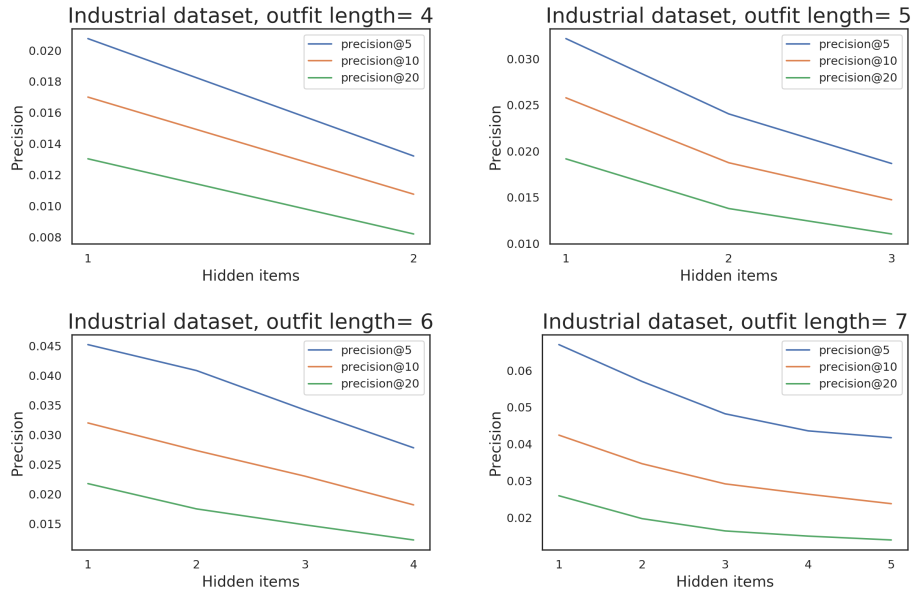 Industrial dataset, outfit length= 4
precision@5
precision@10
precision@20
Precision
0.020
0.018
0.016
0.014
0.012
0.010
0.008
1 2
Hidden items
Industrial dataset, outfit length= 5
precision@5
precision@10
precision@20
Precision
0.030
0.025
0.020
0.015
0.010
1 2 3
Hidden items
Industrial dataset, outfit length= 6
precision@5
precision@10
precision@20
Precision
0.045
0.040
0.035
0.030
0.025
0.020
0.015
1 2 3 4
Hidden items
Industrial dataset, outfit length= 7
precision@5
precision@10
precision@20
Precision
0.06
0.05
0.04
0.03
0.02
1 2 3 4 5
Hidden items